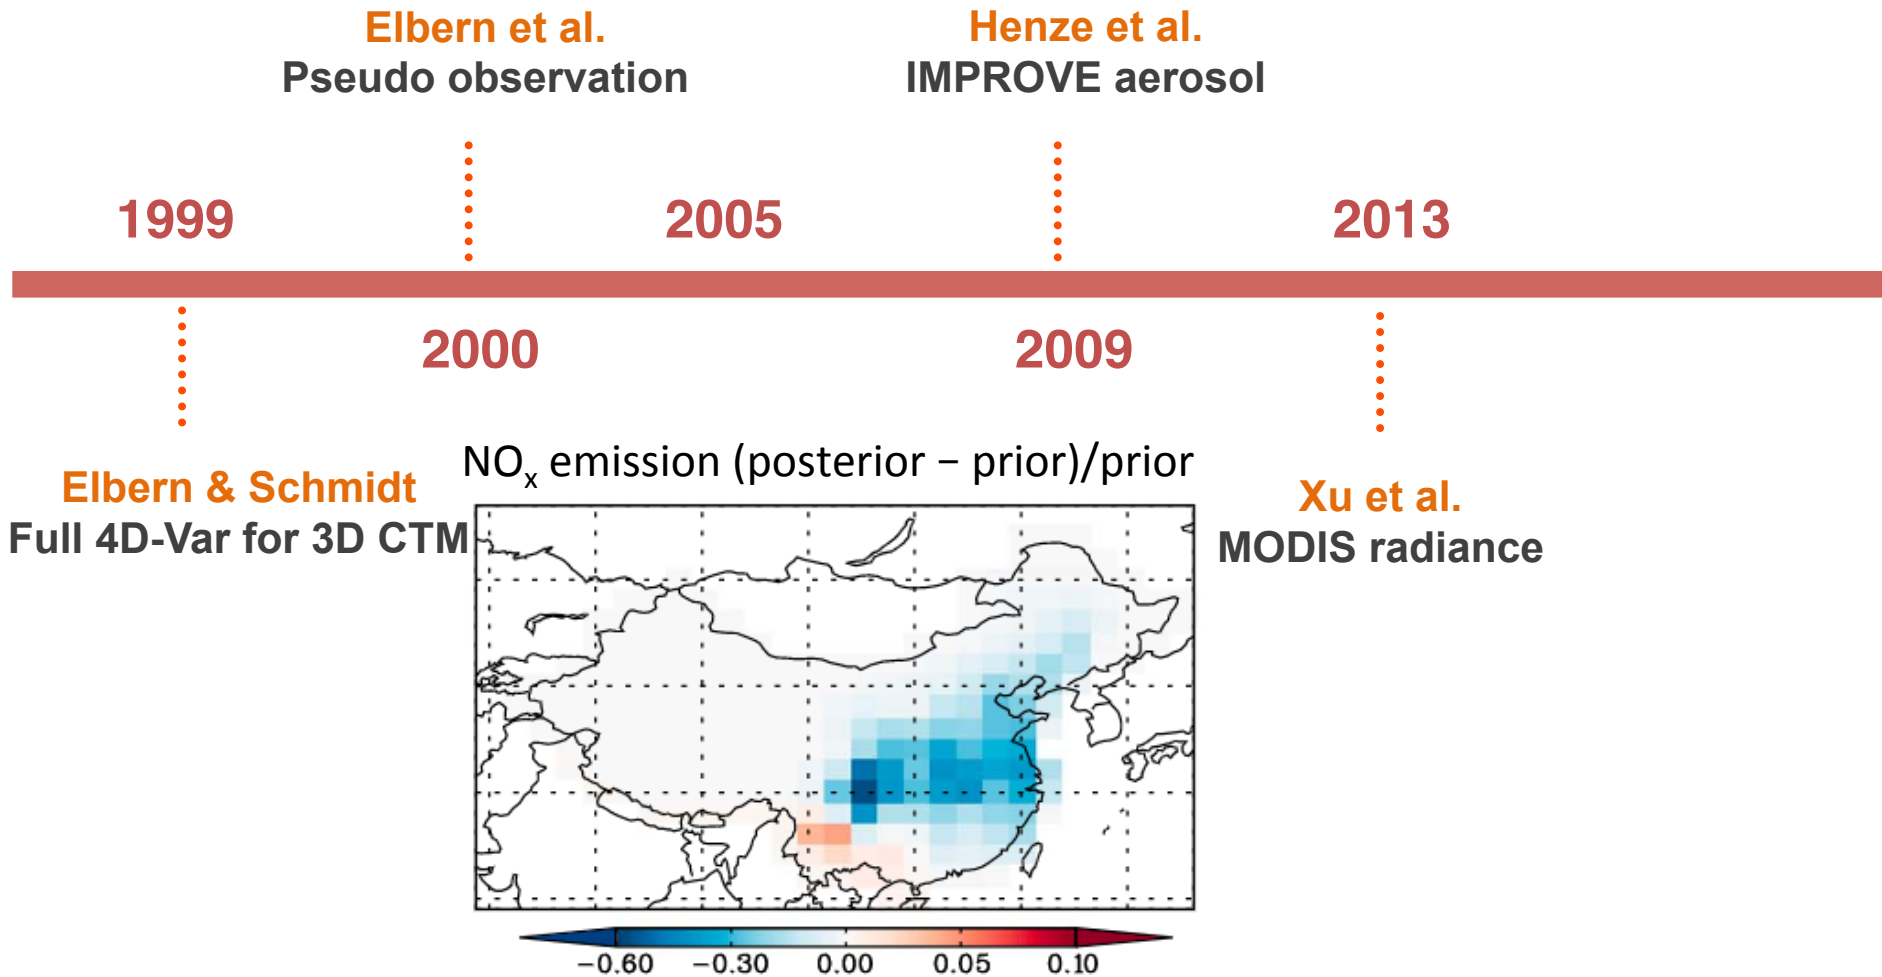 Elbern et al.
Pseudo observation
Henze et al.
IMPROVE aerosol
1999
2005
2013
2000
2009
Elbern & Schmidt
Full 4D-Var for 3D CTM
NOₓ emission (posterior − prior)/prior
Xu et al.
MODIS radiance
−0.60 −0.30 0.00 0.05 0.10